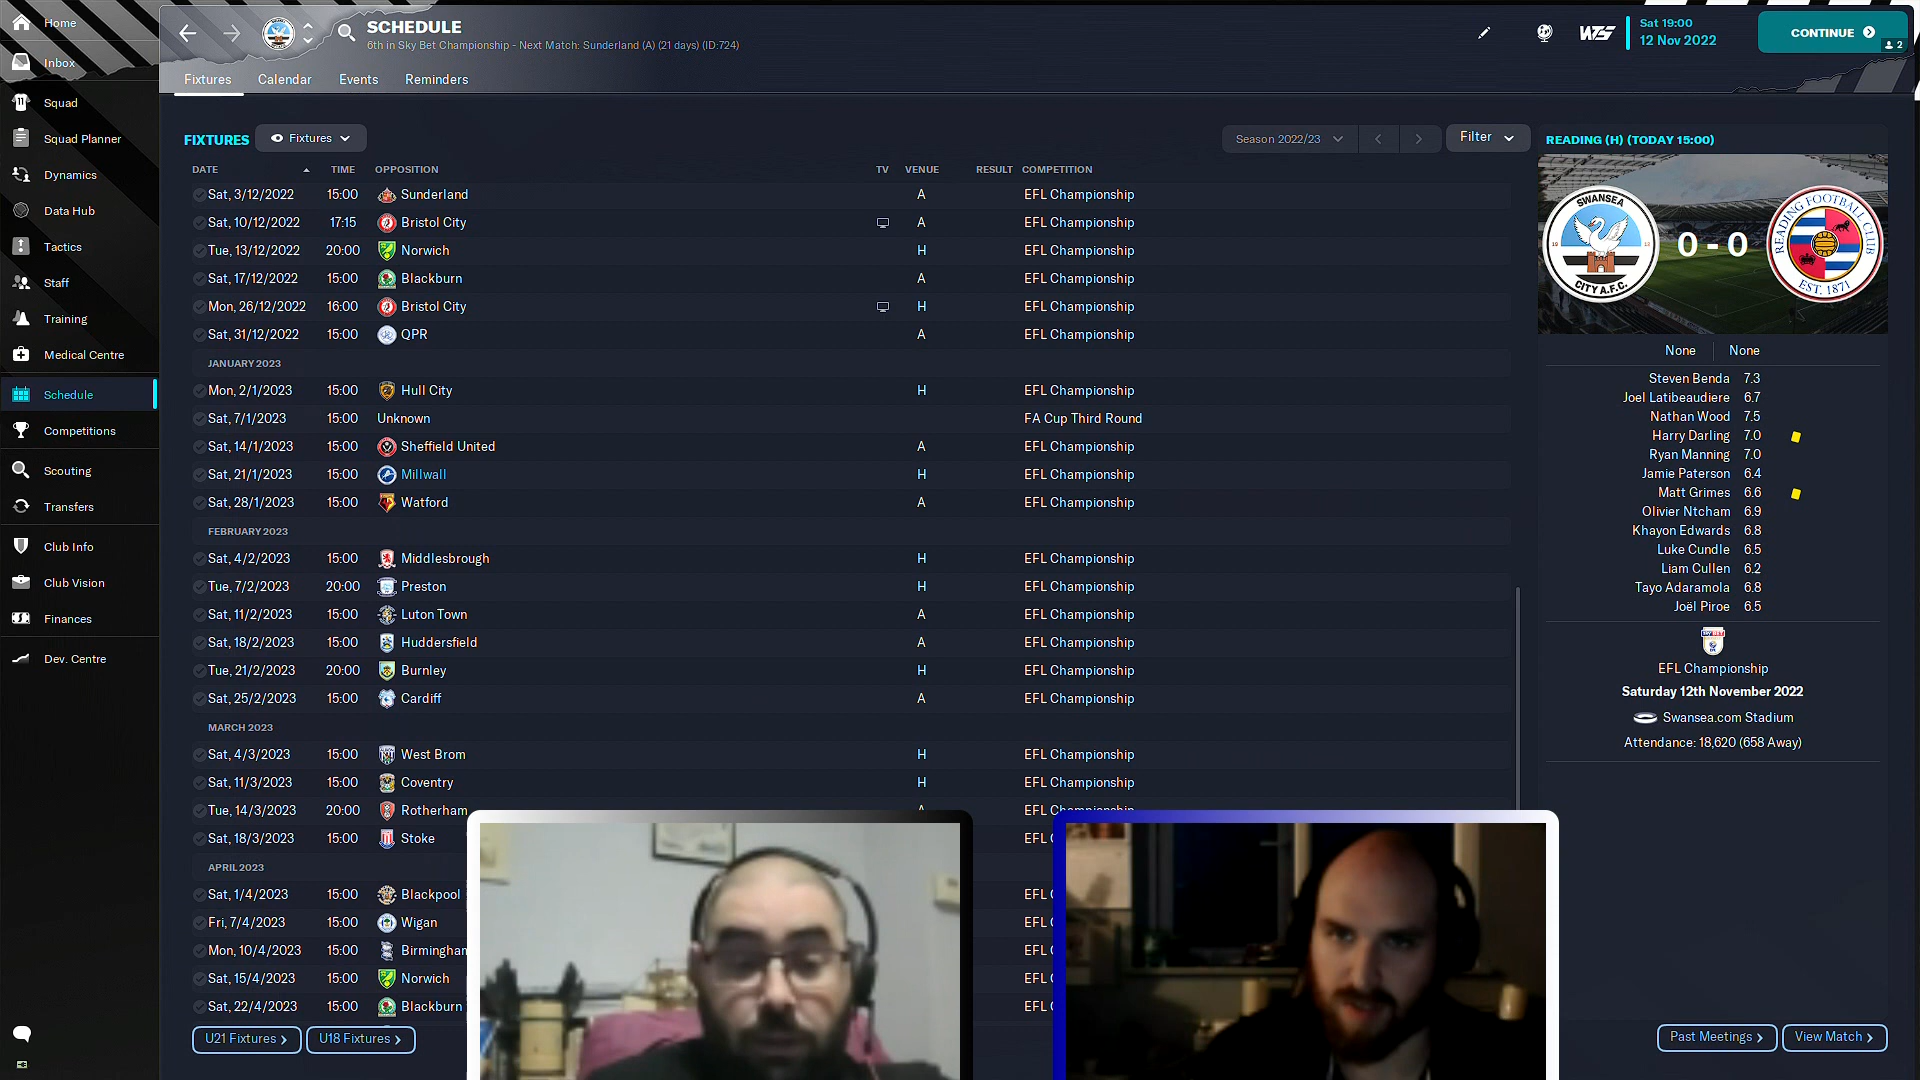 Home
Inbox
Squad
Squad Planner
Dynamics
Data Hub
Tactics
Staff
Training
Medical Centre
Schedule
Competitions
Scouting
Transfers
Club Info
Club Vision
Finances
Dev. Centre
SCHEDULE
6th in Sky Bet Championship - Next Match: Sunderland (A) (21 days) (ID:724)
Sat 19:00
12 Nov 2022
CONTINUE
2
Fixtures Calendar Events Reminders
FIXTURES Fixtures Season 2022/23 Filter
DATE TIME OPPOSITION TV VENUE RESULT COMPETITION
Sat, 3/12/2022 15:00 Sunderland A EFL Championship
Sat, 10/12/2022 17:15 Bristol City A EFL Championship
Tue, 13/12/2022 20:00 Norwich H EFL Championship
Sat, 17/12/2022 15:00 Blackburn A EFL Championship
Mon, 26/12/2022 16:00 Bristol City H EFL Championship
Sat, 31/12/2022 15:00 QPR A EFL Championship
JANUARY 2023
Mon, 2/1/2023 15:00 Hull City H EFL Championship
Sat, 7/1/2023 15:00 Unknown FA Cup Third Round
Sat, 14/1/2023 15:00 Sheffield United A EFL Championship
Sat, 21/1/2023 15:00 Millwall H EFL Championship
Sat, 28/1/2023 15:00 Watford A EFL Championship
FEBRUARY 2023
Sat, 4/2/2023 15:00 Middlesbrough H EFL Championship
Tue, 7/2/2023 20:00 Preston H EFL Championship
Sat, 11/2/2023 15:00 Luton Town A EFL Championship
Sat, 18/2/2023 15:00 Huddersfield A EFL Championship
Tue, 21/2/2023 20:00 Burnley H EFL Championship
Sat, 25/2/2023 15:00 Cardiff A EFL Championship
MARCH 2023
Sat, 4/3/2023 15:00 West Brom H EFL Championship
Sat, 11/3/2023 15:00 Coventry H EFL Championship
Tue, 14/3/2023 20:00 Rotherham A EFL Championship
Sat, 18/3/2023 15:00 Stoke EFL
APRIL 2023
Sat, 1/4/2023 15:00 Blackpool EFL
Fri, 7/4/2023 15:00 Wigan EFL
Mon, 10/4/2023 15:00 Birmingham EFL
Sat, 15/4/2023 15:00 Norwich EFL
Sat, 22/4/2023 15:00 Blackburn EFL
U21 Fixtures U18 Fixtures
READING (H) (TODAY 15:00)
SWANSEA
CITY A.F.C.
0 - 0
READING FOOTBALL CLUB
EST. 1871
None None
Steven Benda 7.3
Joel Latibeaudiere 6.7
Nathan Wood 7.5
Harry Darling 7.0
Ryan Manning 7.0
Jamie Paterson 6.4
Matt Grimes 6.6
Olivier Ntcham 6.9
Khayon Edwards 6.8
Luke Cundle 6.5
Liam Cullen 6.2
Tayo Adaramola 6.8
Joël Piroe 6.5
EFL Championship
Saturday 12th November 2022
Swansea.com Stadium
Attendance: 18,620 (658 Away)
Past Meetings View Match